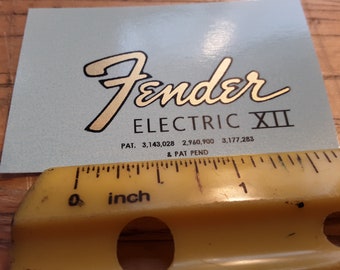 Fender
ELECTRIC XII
PAT. 3,143,028 2,960,900 3,177,283
& PAT PEND
0 inch 1